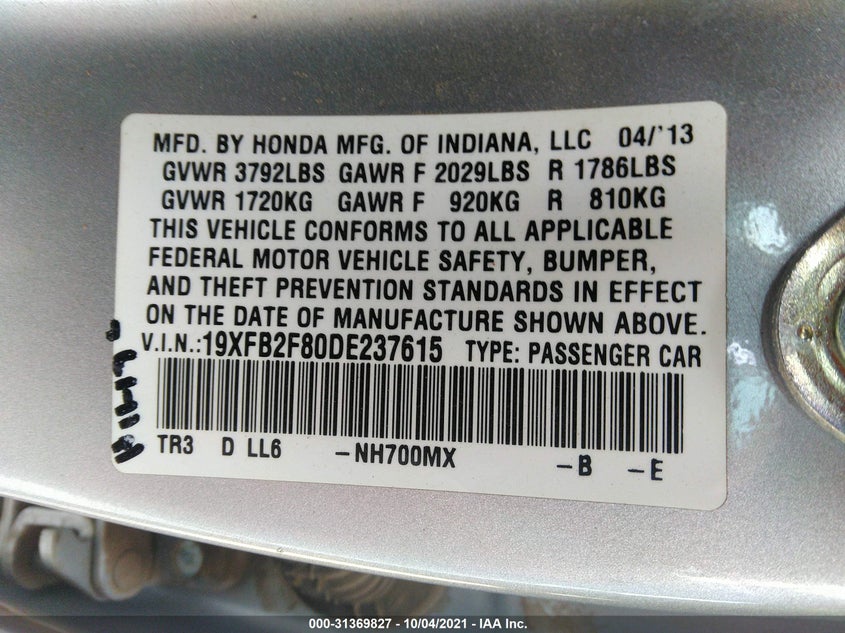 MFD. BY HONDA MFG. OF INDIANA, LLC 04/'13
GVWR 3792LBS GAWR F 2029LBS R 1786LBS
GVWR 1720KG GAWR F 920KG R 810KG
THIS VEHICLE CONFORMS TO ALL APPLICABLE
FEDERAL MOTOR VEHICLE SAFETY, BUMPER,
AND THEFT PREVENTION STANDARDS IN EFFECT
ON THE DATE OF MANUFACTURE SHOWN ABOVE.
V.I.N.:19XFB2F80DE237615 TYPE: PASSENGER CAR
TR3 D LL6 -NH700MX -B -E
000-31369827 - 10/04/2021 - IAA Inc.